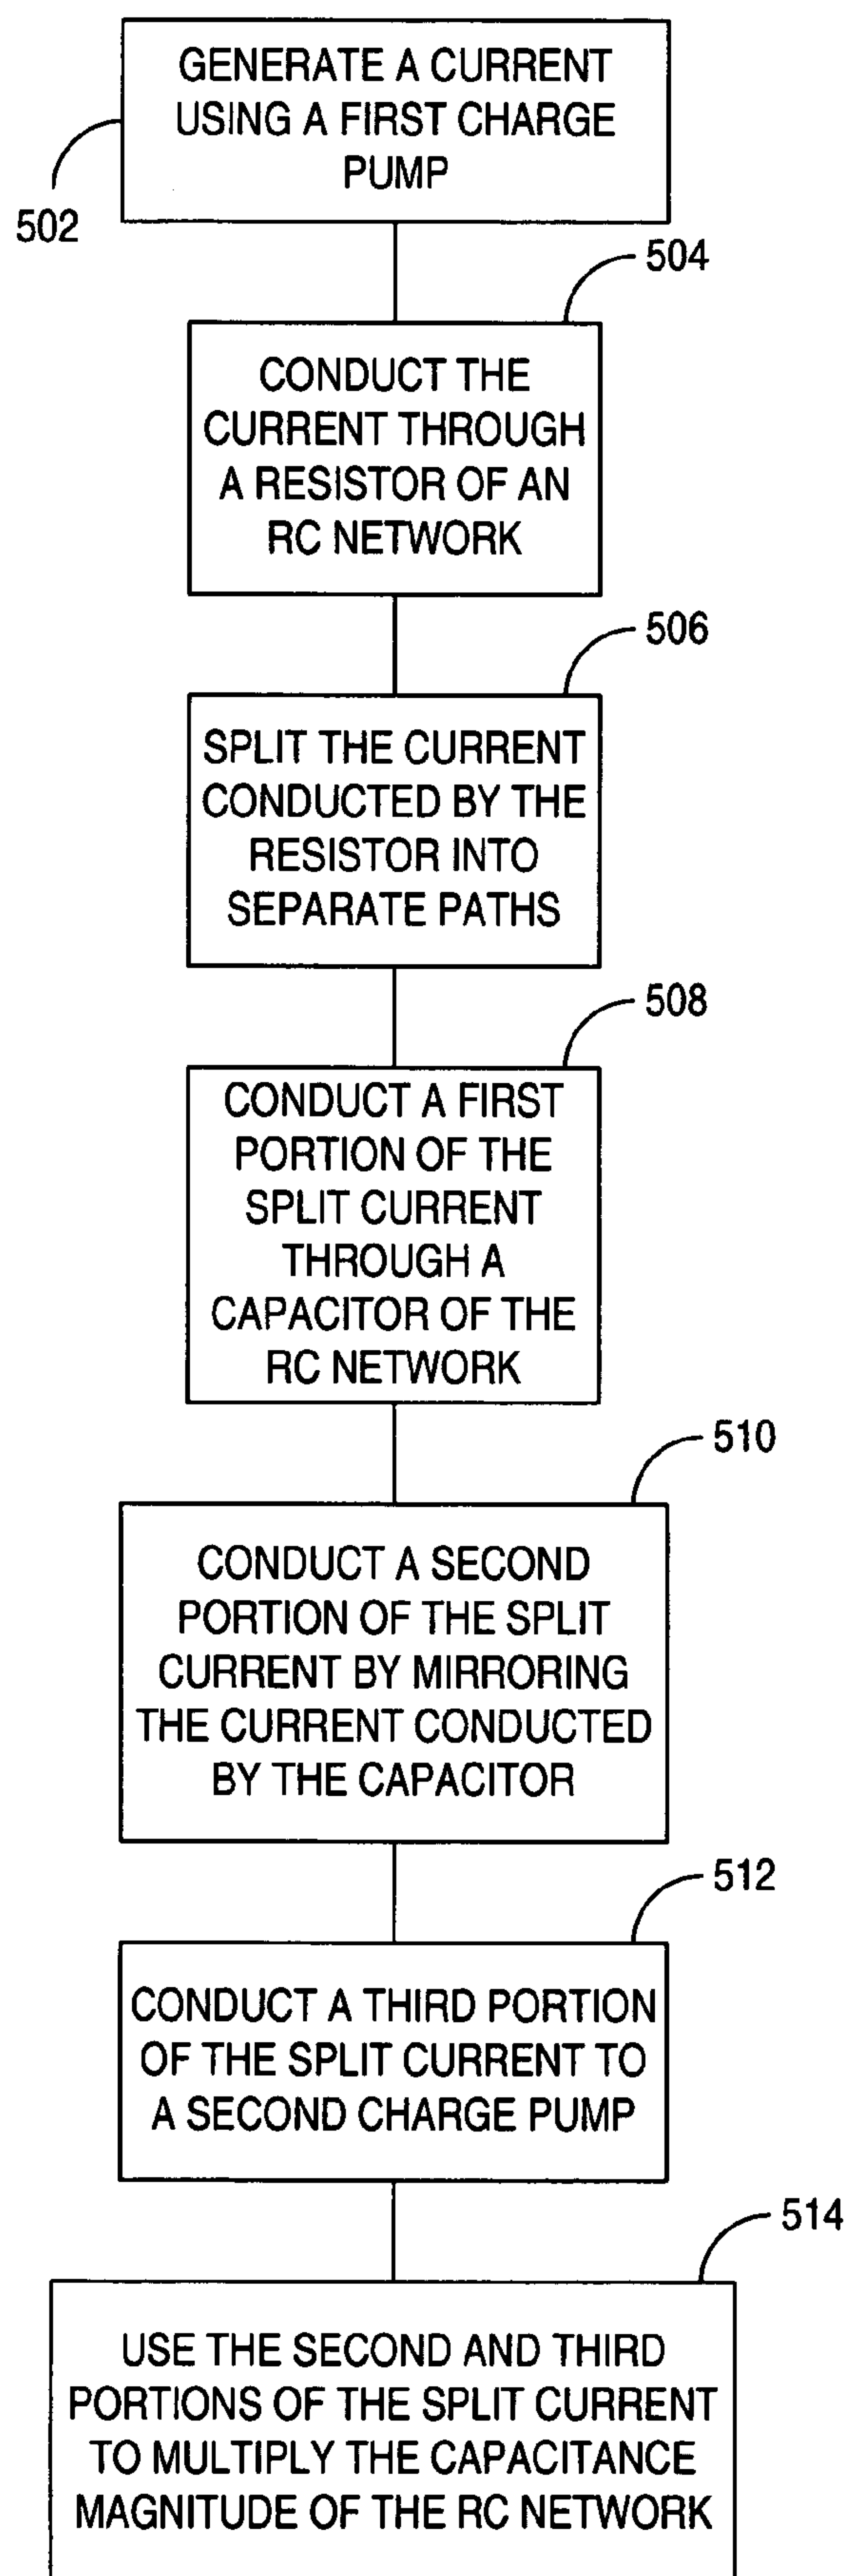 GENERATE A CURRENT
USING A FIRST CHARGE
PUMP
502
504
CONDUCT THE
CURRENT THROUGH
A RESISTOR OF AN
RC NETWORK
506
SPLIT THE CURRENT
CONDUCTED BY THE
RESISTOR INTO
SEPARATE PATHS
508
CONDUCT A FIRST
PORTION OF THE
SPLIT CURRENT
THROUGH A
CAPACITOR OF THE
RC NETWORK
510
CONDUCT A SECOND
PORTION OF THE SPLIT
CURRENT BY MIRRORING
THE CURRENT CONDUCTED
BY THE CAPACITOR
512
CONDUCT A THIRD PORTION
OF THE SPLIT CURRENT TO
A SECOND CHARGE PUMP
514
USE THE SECOND AND THIRD
PORTIONS OF THE SPLIT CURRENT
TO MULTIPLY THE CAPACITANCE
MAGNITUDE OF THE RC NETWORK